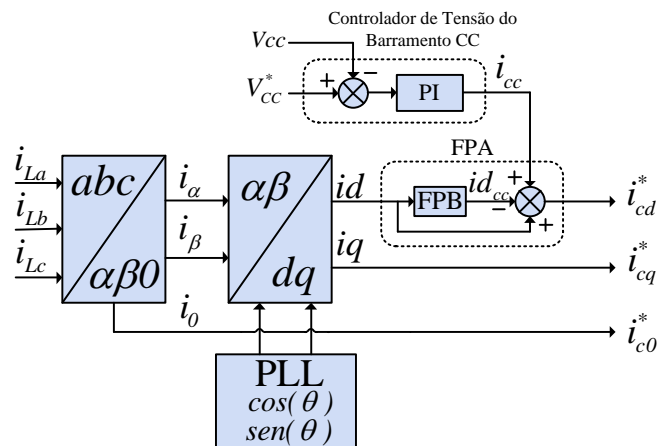 Controlador de Tensão do
Barramento CC
Vcc
−
+
V*CC
PI
icc
FPA
iLa
iLb
iLc
abc
αβ0
iα
iβ
i0
αβ
dq
id
iq
FPB
idcc
+
−
+
i*cd
i*cq
i*c0
PLL
cos(θ)
sen(θ)